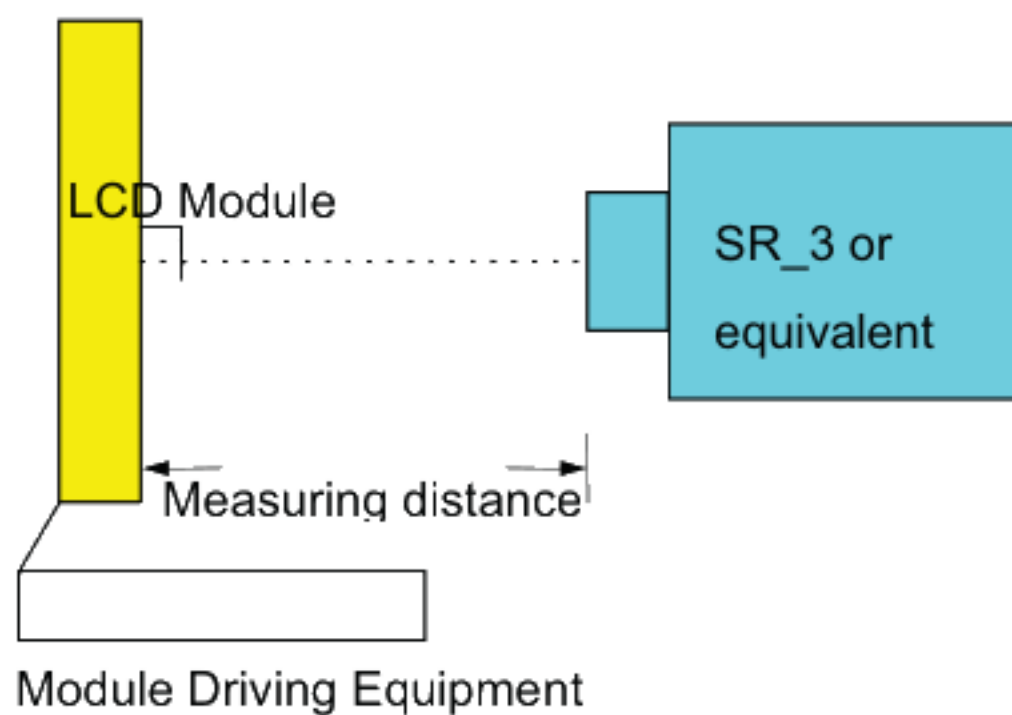 LCD Module
SR_3 or
equivalent
Measuring distance
Module Driving Equipment